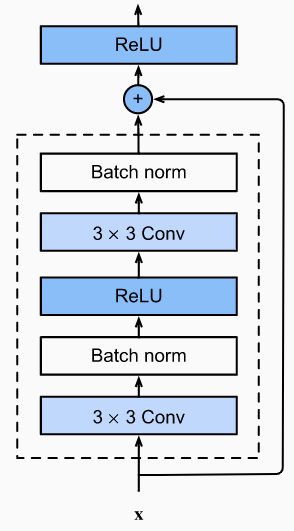 ReLU
+
Batch norm
3 × 3 Conv
ReLU
Batch norm
3 × 3 Conv
x